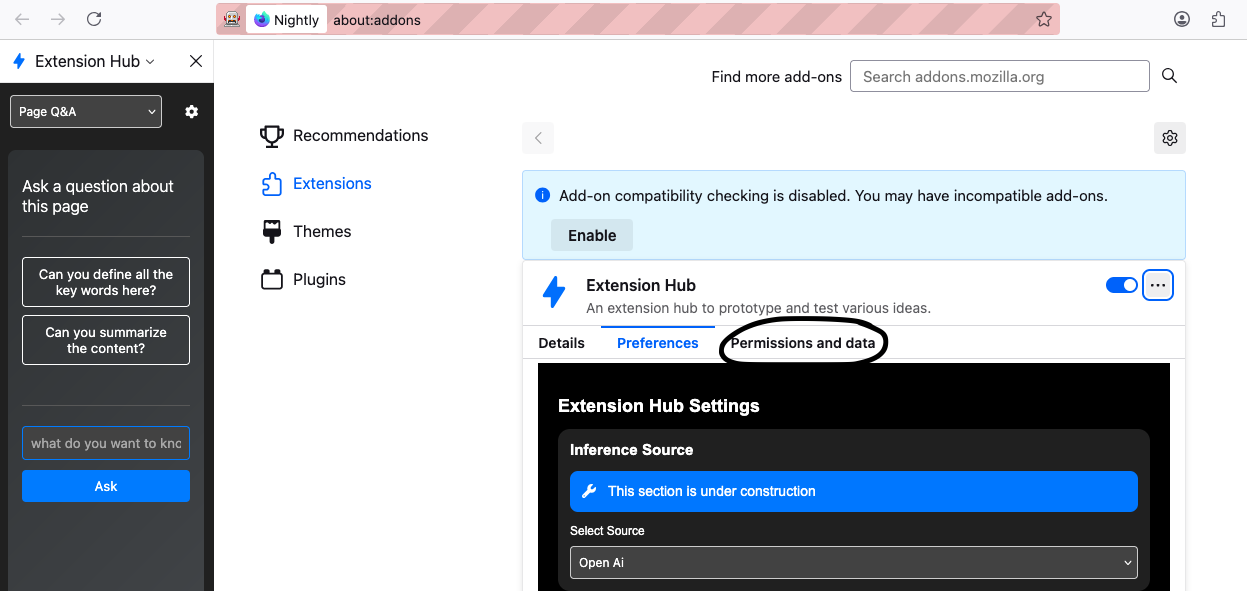 Nightly about:addons
Extension Hub
Page Q&A
Ask a question about
this page
Can you define all the
key words here?
Can you summarize
the content?
what do you want to knc
Ask
Find more add-ons Search addons.mozilla.org
Recommendations
Extensions
Themes
Plugins
Add-on compatibility checking is disabled. You may have incompatible add-ons.
Enable
Extension Hub
An extension hub to prototype and test various ideas.
Details Preferences Permissions and data
Extension Hub Settings
Inference Source
This section is under construction
Select Source
Open Ai